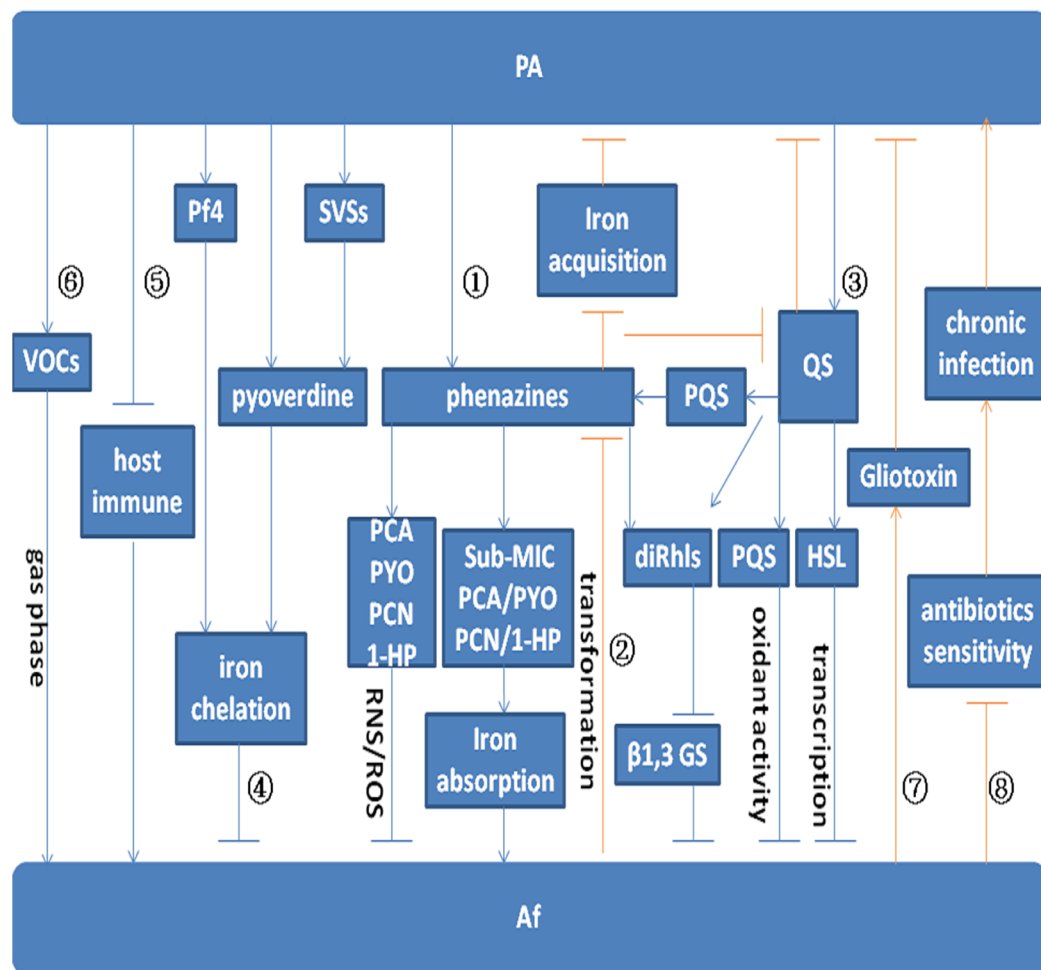 PA
Pf4
SVSs
Iron
acquisition
⑥
⑤
①
③
VOCs
pyoverdine
phenazines
PQS
QS
chronic
infection
host
immune
Gliotoxin
PCA
PYO
PCN
1-HP
Sub-MIC
PCA/PYO
PCN/1-HP
diRhls
PQS
HSL
antibiotics
sensitivity
gas phase
iron
chelation
RNS/ROS
transformation
②
oxidant activity
transcription
Iron
absorption
β1,3 GS
④
⑦
⑧
Af